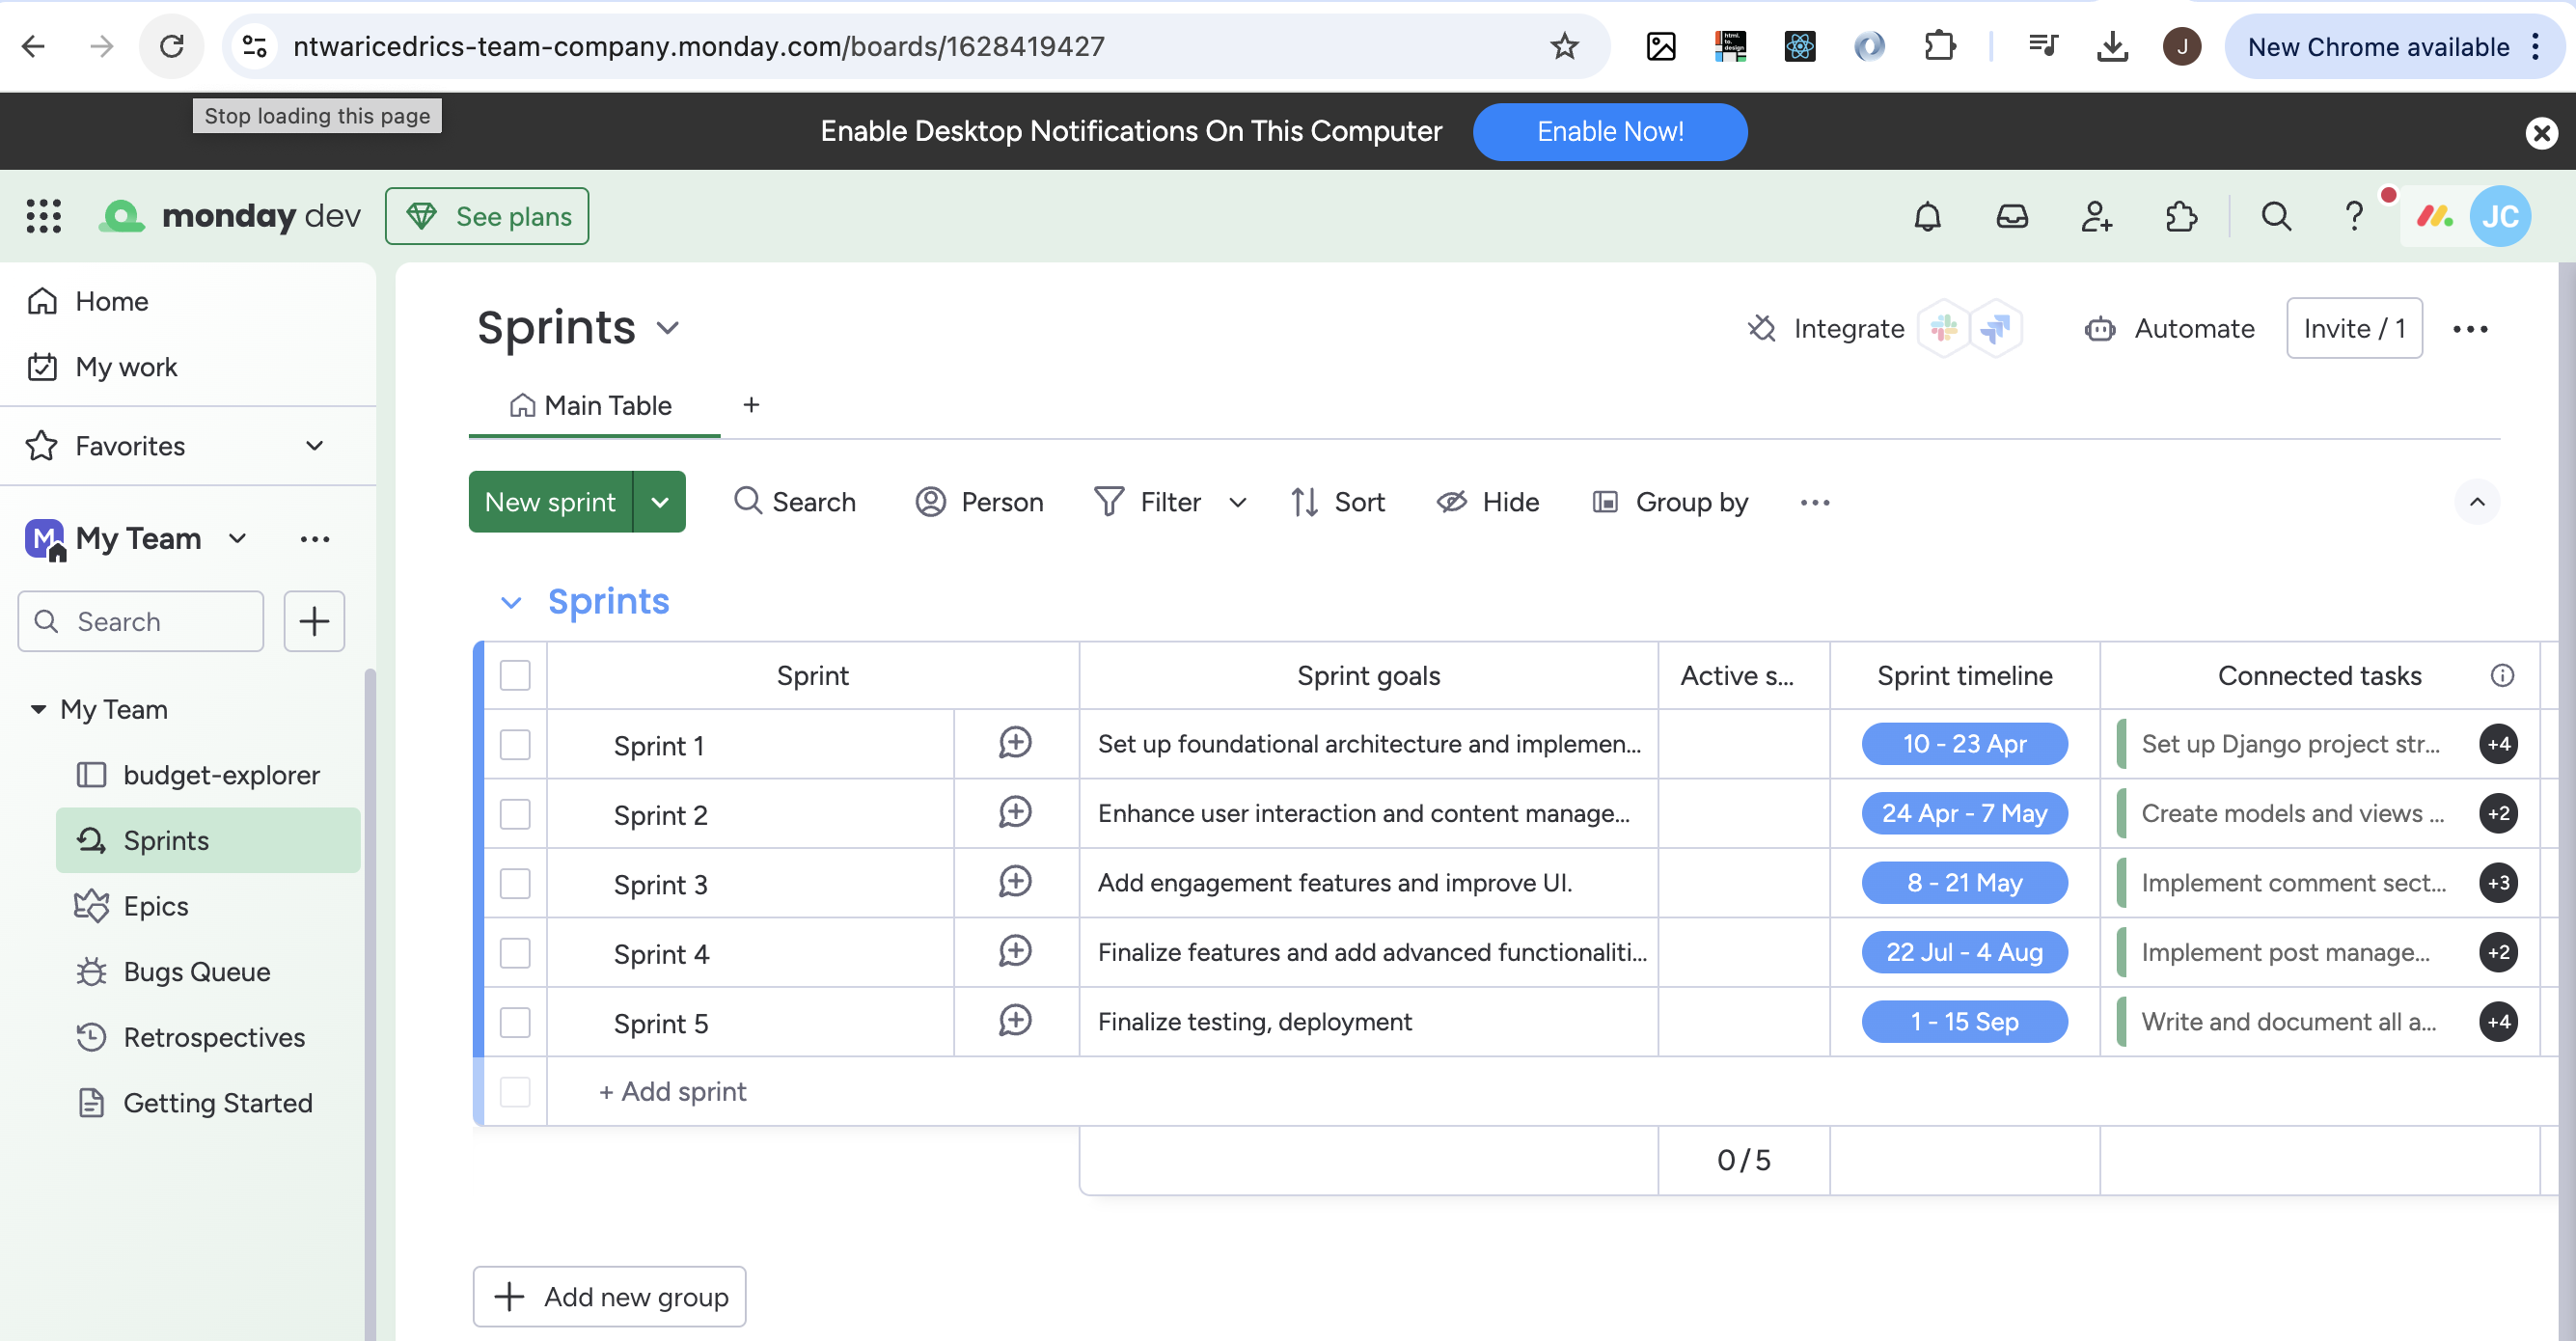 ntwaricedrics-team-company.monday.com/boards/1628419427
J
New Chrome available
Stop loading this page
Enable Desktop Notifications On This Computer
Enable Now!
monday dev
See plans
JC
Home
My work
Favorites
M
My Team
Search
My Team
budget-explorer
Sprints
Epics
Bugs Queue
Retrospectives
Getting Started
Sprints
Integrate
Automate
Invite / 1
Main Table
+
New sprint
Search
Person
Filter
Sort
Hide
Group by
Sprints
Sprint Sprint goals Active s... Sprint timeline Connected tasks
Sprint 1 Set up foundational architecture and implemen... 10 - 23 Apr Set up Django project str... +4
Sprint 2 Enhance user interaction and content manage... 24 Apr - 7 May Create models and views ... +2
Sprint 3 Add engagement features and improve UI. 8 - 21 May Implement comment sect... +3
Sprint 4 Finalize features and add advanced functionaliti... 22 Jul - 4 Aug Implement post manage... +2
Sprint 5 Finalize testing, deployment 1 - 15 Sep Write and document all a... +4
+ Add sprint
0 / 5
Add new group